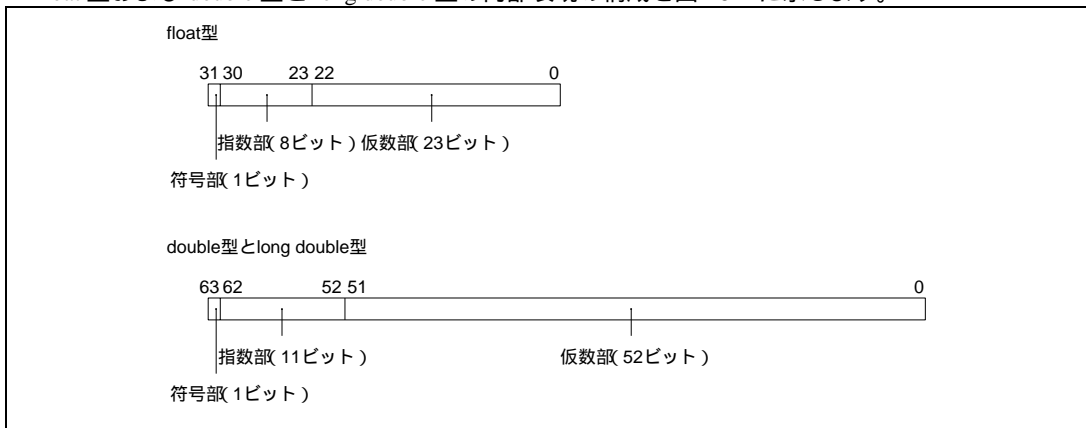 float型
31 30 23 22 0
指数部(8ビット) 仮数部(23ビット)
符号部(1ビット)
double型とlong double型
63 62 52 51 0
指数部(11ビット) 仮数部(52ビット)
符号部(1ビット)